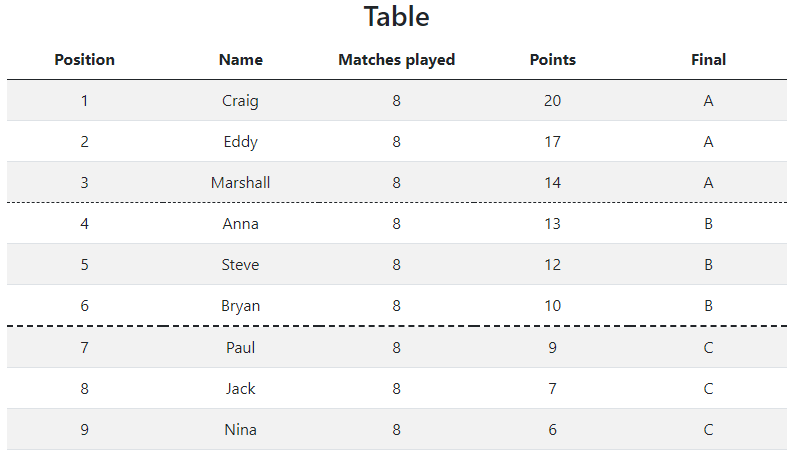 Table
Position Name Matches played Points Final
1 Craig 8 20 A
2 Eddy 8 17 A
3 Marshall 8 14 A
4 Anna 8 13 B
5 Steve 8 12 B
6 Bryan 8 10 B
7 Paul 8 9 C
8 Jack 8 7 C
9 Nina 8 6 C